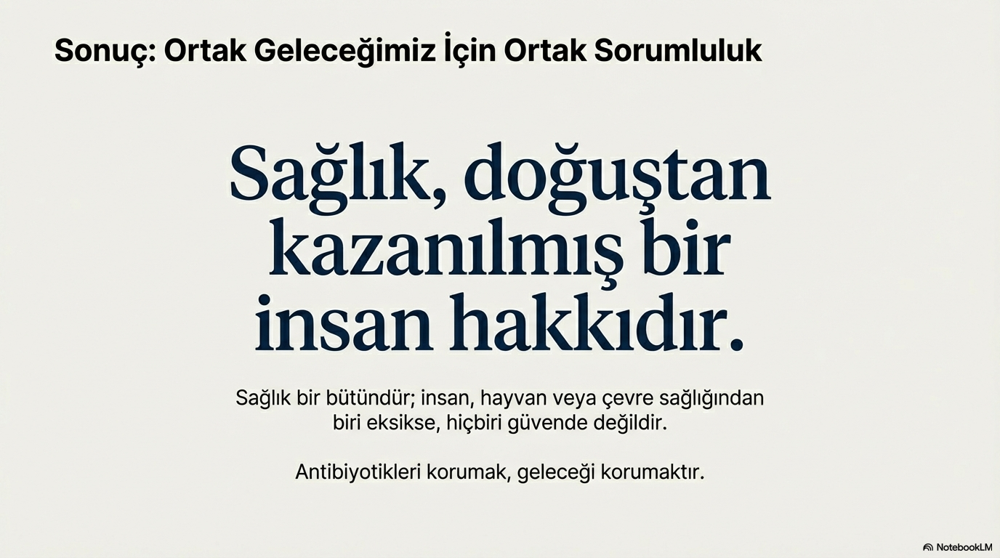 Sonuç: Ortak Geleceğimiz İçin Ortak Sorumluluk
Sağlık, doğuştan
kazanılmış bir
insan hakkıdır.
Sağlık bir bütündür; insan, hayvan veya çevre sağlığından
biri eksikse, hiçbiri güvende değildir.
Antibiyotikleri korumak, geleceği korumaktır.
NotebookLM